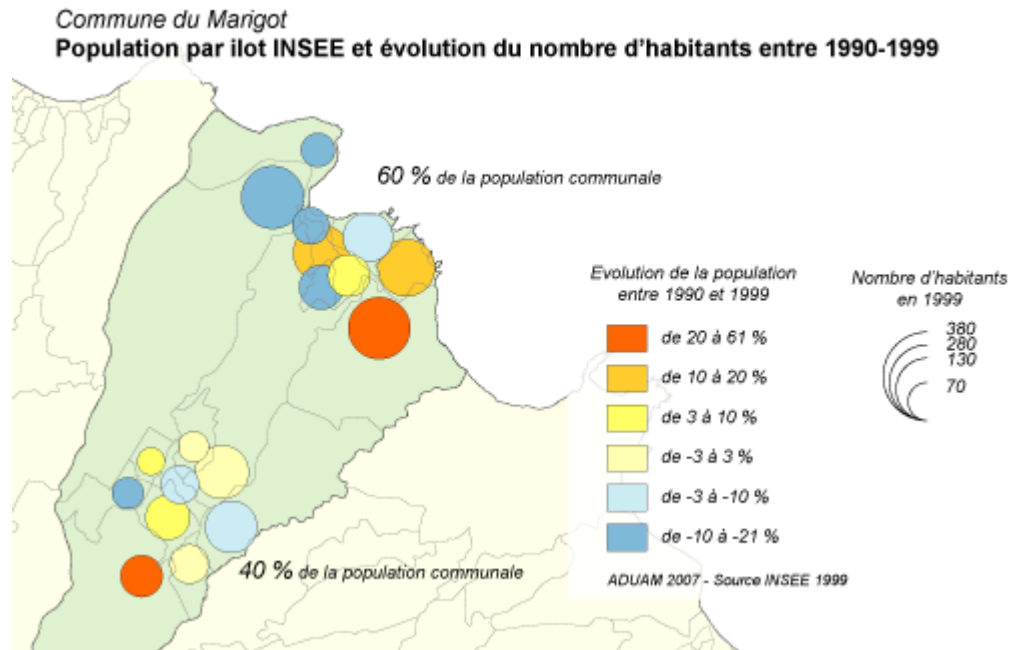 Commune du Marigot
Population par ilot INSEE et évolution du nombre d'habitants entre 1990-1999
60 % de la population communale
Evolution de la population
entre 1990 et 1999
de 20 à 61 %
de 10 à 20 %
de 3 à 10 %
de -3 à 3 %
de -3 à -10 %
de -10 à -21 %
Nombre d'habitants
en 1999
380
280
130
70
40 % de la population communale
ADUAM 2007 - Source INSEE 1999